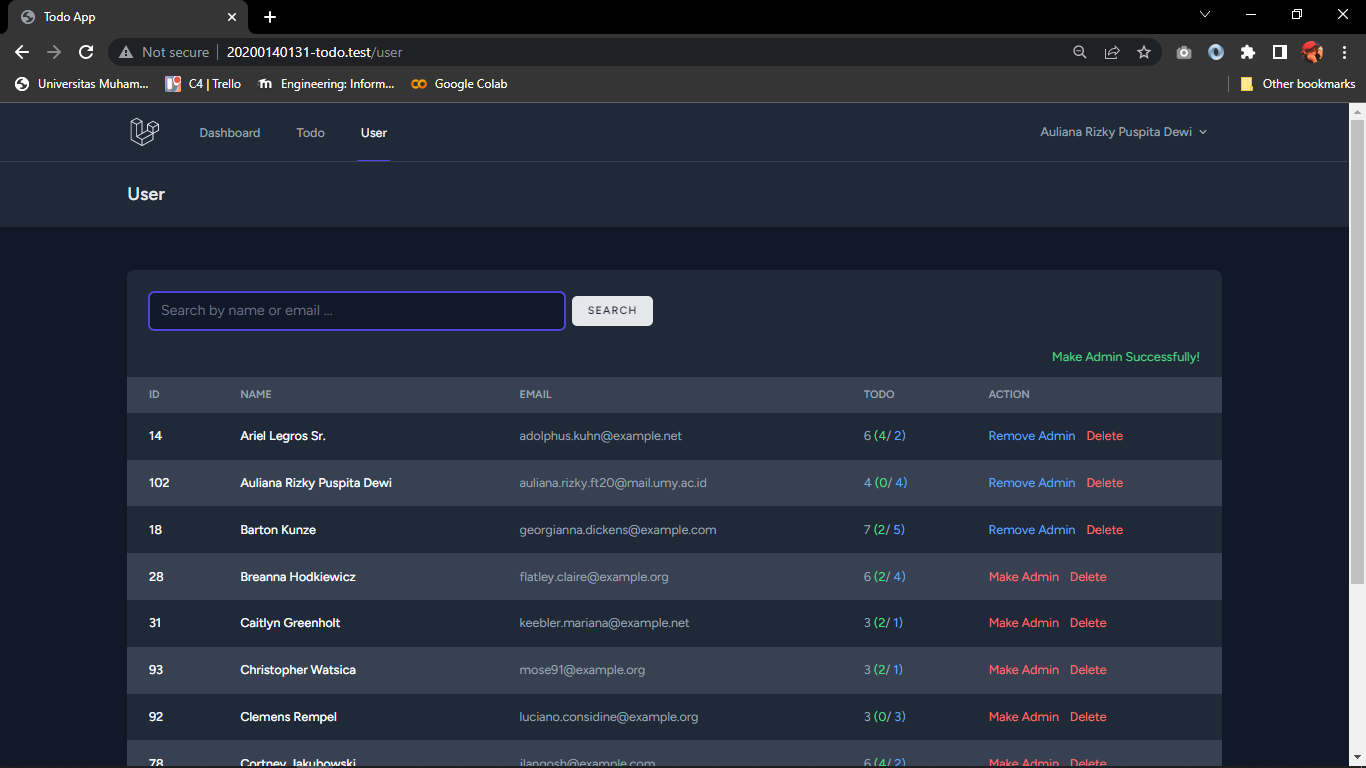 Todo App
Not secure 20200140131-todo.test/user
Universitas Muham... C4 | Trello Engineering: Inform... Google Colab Other bookmarks
Dashboard Todo User Auliana Rizky Puspita Dewi
User
Search by name or email ... SEARCH
Make Admin Successfully!
ID NAME EMAIL TODO ACTION
14 Ariel Legros Sr. adolphus.kuhn@example.net 6 (4/ 2) Remove Admin Delete
102 Auliana Rizky Puspita Dewi auliana.rizky.ft20@mail.umy.ac.id 4 (0/ 4) Remove Admin Delete
18 Barton Kunze georgianna.dickens@example.com 7 (2/ 5) Remove Admin Delete
28 Breanna Hodkiewicz flatley.claire@example.org 6 (2/ 4) Make Admin Delete
31 Caitlyn Greenholt keebler.mariana@example.net 3 (2/ 1) Make Admin Delete
93 Christopher Watsica mose91@example.org 3 (2/ 1) Make Admin Delete
92 Clemens Rempel luciano.considine@example.org 3 (0/ 3) Make Admin Delete
78 Cortney Jakubowski jlangosh@example.com 6 (4/ 2) Make Admin Delete